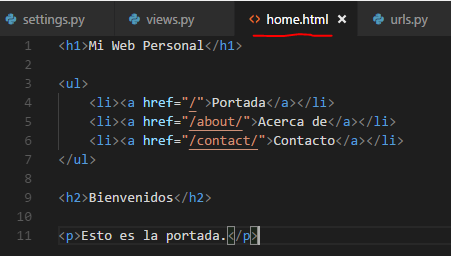 settings.py views.py home.html urls.py
1 <h1>Mi Web Personal</h1>
2
3 <ul>
4 <li><a href="/">Portada</a></li>
5 <li><a href="/about/">Acerca de</a></li>
6 <li><a href="/contact/">Contacto</a></li>
7 </ul>
8
9 <h2>Bienvenidos</h2>
10
11 <p>Esto es la portada.</p>